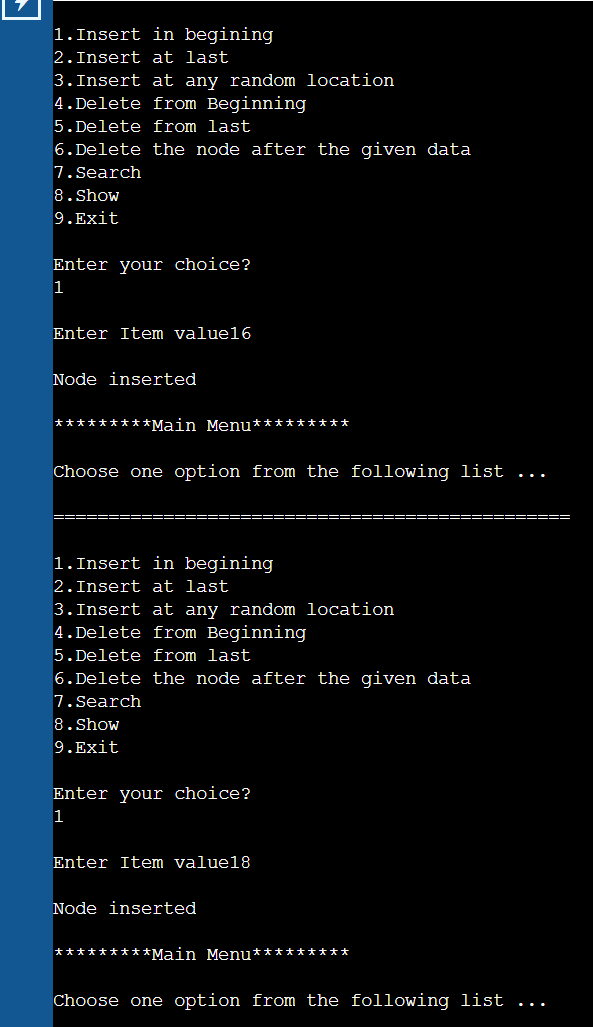 1.Insert in begining
2.Insert at last
3.Insert at any random location
4.Delete from Beginning
5.Delete from last
6.Delete the node after the given data
7.Search
8.Show
9.Exit
Enter your choice?
1
Enter Item value16
Node inserted
*********Main Menu*********
Choose one option from the following list ...
===============================================
1.Insert in begining
2.Insert at last
3.Insert at any random location
4.Delete from Beginning
5.Delete from last
6.Delete the node after the given data
7.Search
8.Show
9.Exit
Enter your choice?
1
Enter Item value18
Node inserted
*********Main Menu*********
Choose one option from the following list ...